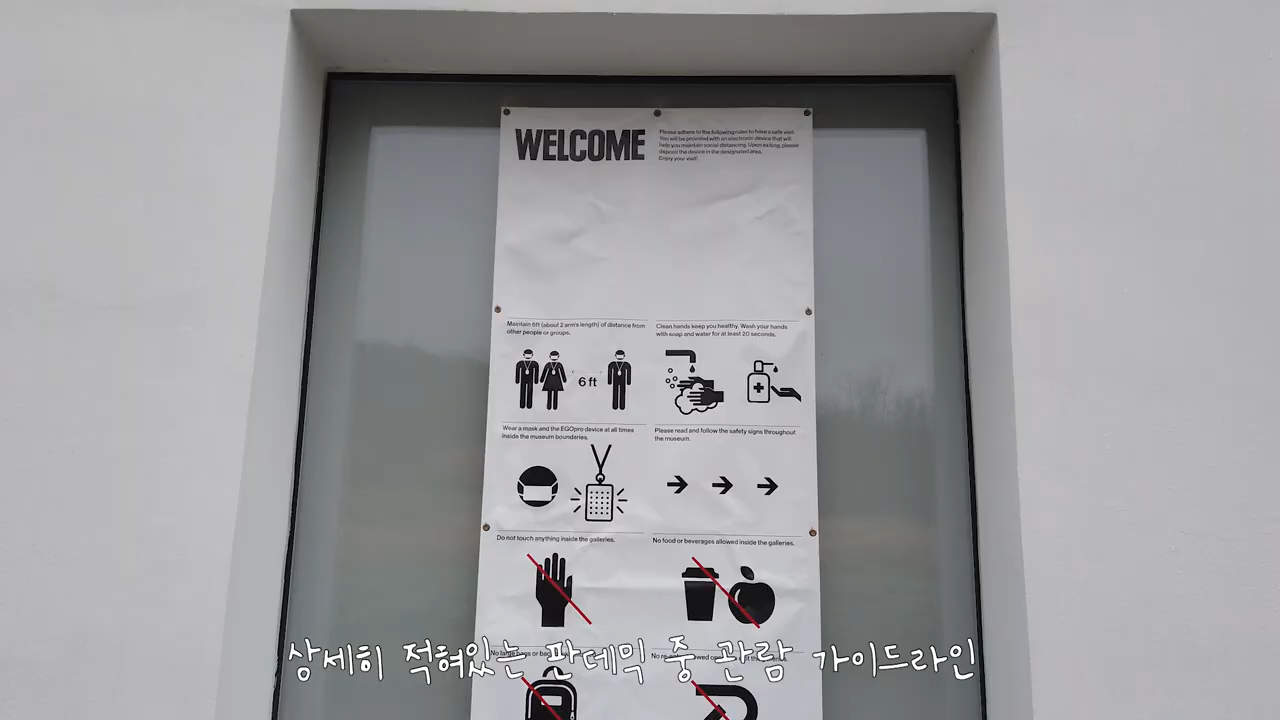 WELCOME
Please adhere to the following rules to have a safe visit.
You will be provided with an electronic device that will
help you maintain social distancing. Upon exiting, please
deposit the device in the designated area.
Enjoy your visit!
Maintain 6ft (about 2 arm's length) of distance from
other people or groups.
6 ft
Clean hands keep you healthy. Wash your hands
with soap and water for at least 20 seconds.
Wear a mask and the EGOpro device at all times
inside the museum boundaries.
Please read and follow the safety signs throughout
the museum.
Do not touch anything inside the galleries.
No food or beverages allowed inside the galleries.
No large bags or
No
상세히 적혀있는 판데믹 중 관람 가이드라인